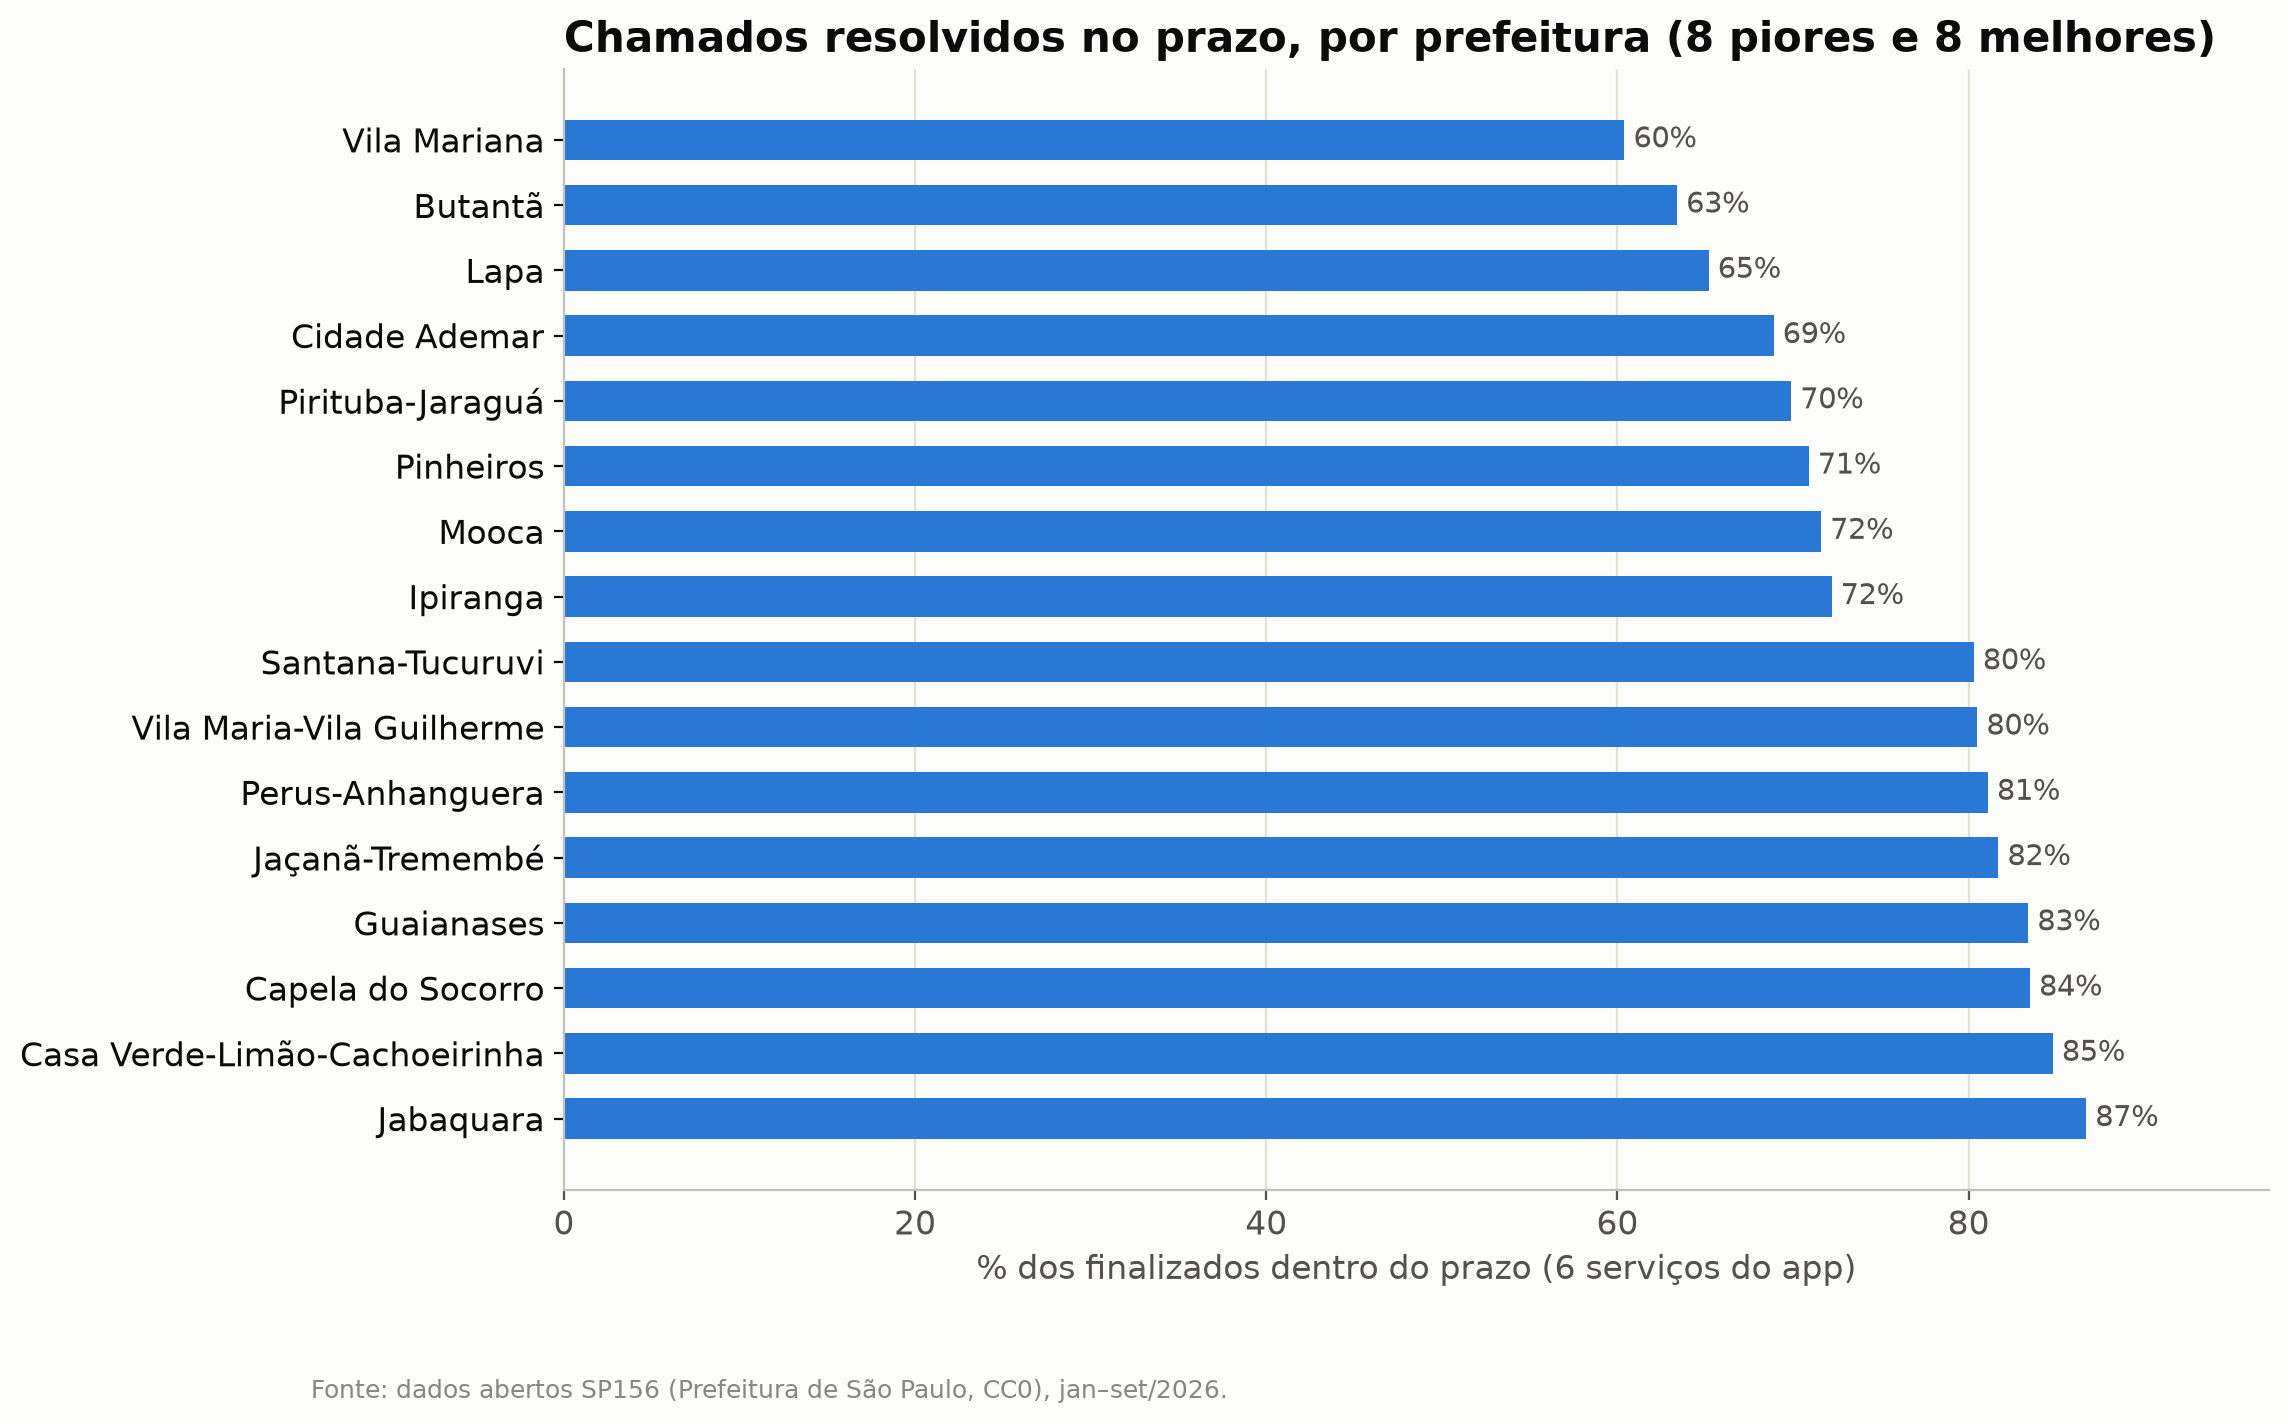 Chamados resolvidos no prazo, por prefeitura (8 piores e 8 melhores)
Vila Mariana 60%
Butantã 63%
Lapa 65%
Cidade Ademar 69%
Pirituba-Jaraguá 70%
Pinheiros 71%
Mooca 72%
Ipiranga 72%
Santana-Tucuruvi 80%
Vila Maria-Vila Guilherme 80%
Perus-Anhanguera 81%
Jaçanã-Tremembé 82%
Guaianases 83%
Capela do Socorro 84%
Casa Verde-Limão-Cachoeirinha 85%
Jabaquara 87%
0 20 40 60 80
% dos finalizados dentro do prazo (6 serviços do app)
Fonte: dados abertos SP156 (Prefeitura de São Paulo, CC0), jan–set/2026.